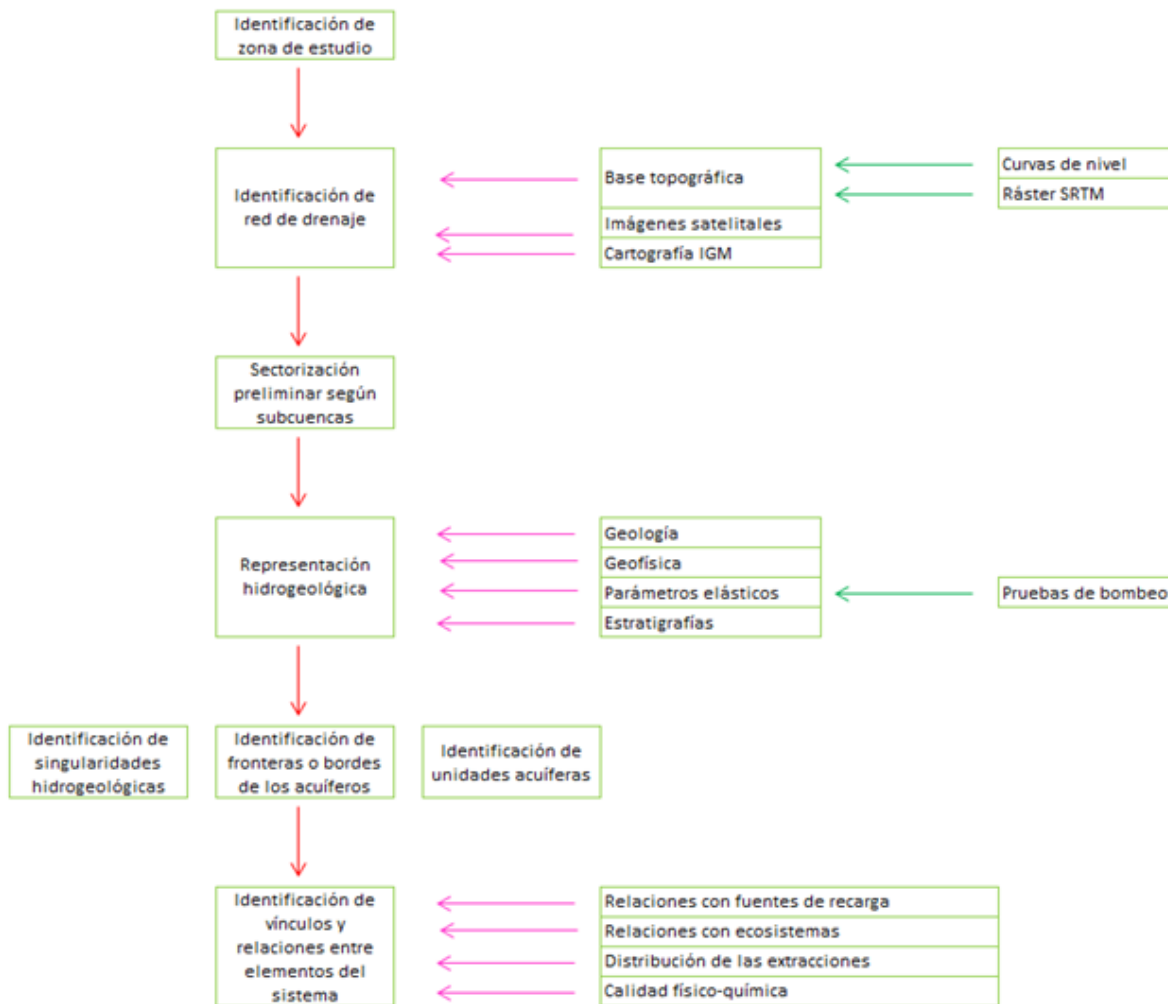 Identificación de
zona de estudio
Identificación de
red de drenaje
Base topográfica
Imágenes satelitales
Cartografía IGM
Curvas de nivel
Ráster SRTM
Sectorización
preliminar según
subcuencas
Representación
hidrogeológica
Geología
Geofísica
Parámetros elásticos
Estratigrafías
Pruebas de bombeo
Identificación de
singularidades
hidrogeológicas
Identificación de
fronteras o bordes
de los acuíferos
Identificación de
unidades acuíferas
Identificación de
vínculos y
relaciones entre
elementos del
sistema
Relaciones con fuentes de recarga
Relaciones con ecosistemas
Distribución de las extracciones
Calidad físico-química